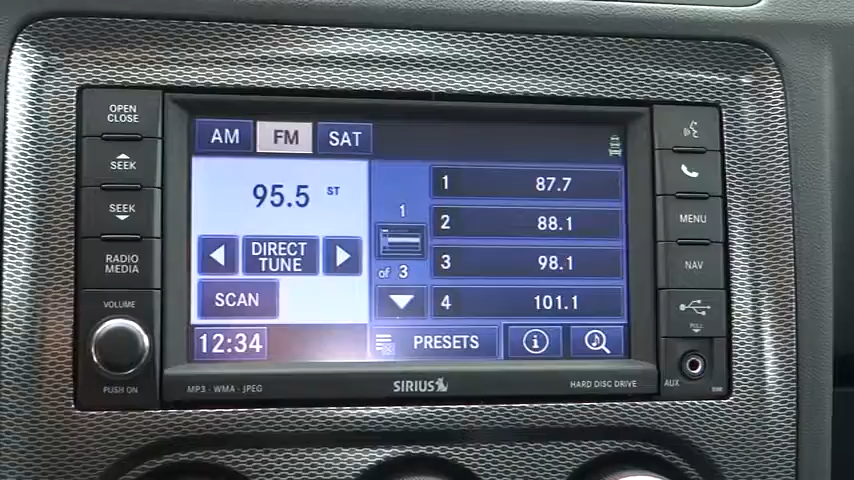 OPEN
CLOSE
SEEK
SEEK
RADIO
MEDIA
VOLUME
PUSH ON
AM FM SAT
95.5 ST
DIRECT
TUNE
SCAN
12:34
1
of 3
1 87.7
2 88.1
3 98.1
4 101.1
PRESETS
i
MENU
NAV
PULL
AUX
MP3 · WMA · JPEG
SIRIUS
HARD DISC DRIVE